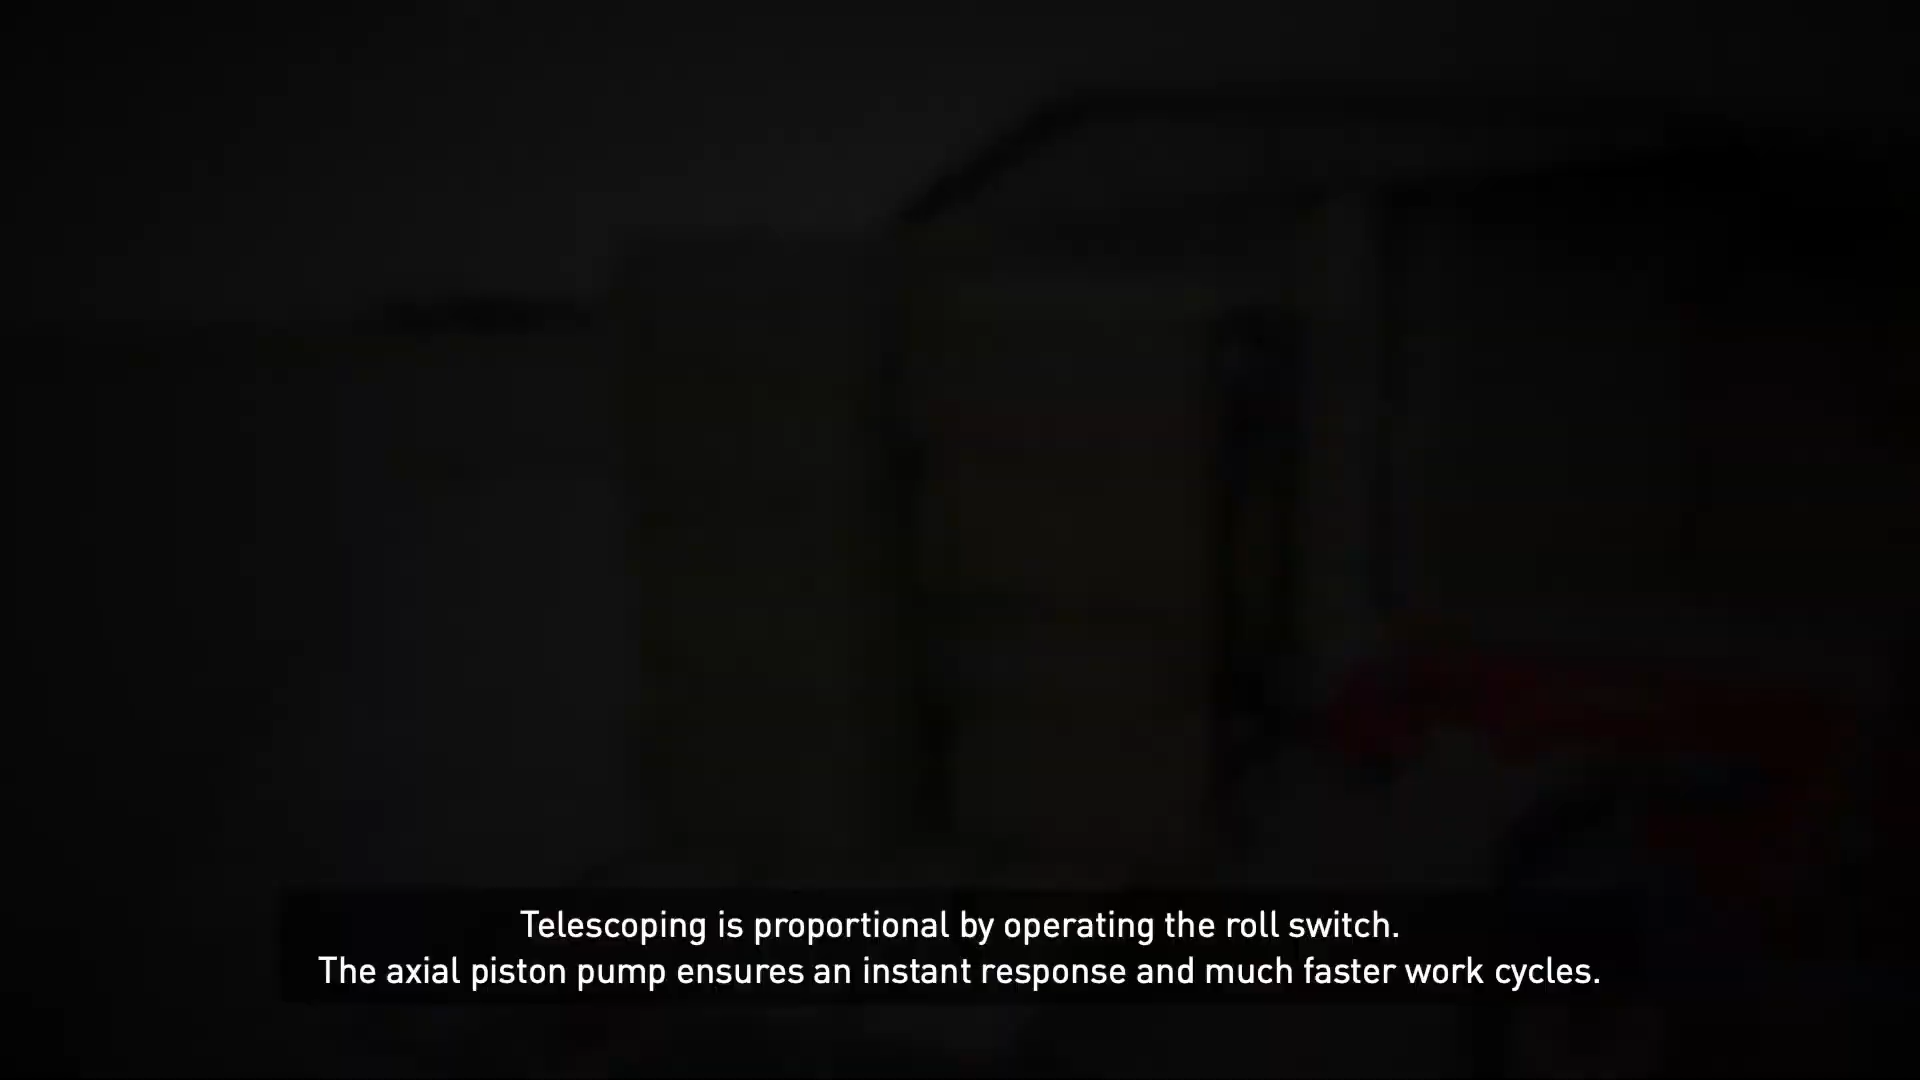 Telescoping is proportional by operating the roll switch.
The axial piston pump ensures an instant response and much faster work cycles.